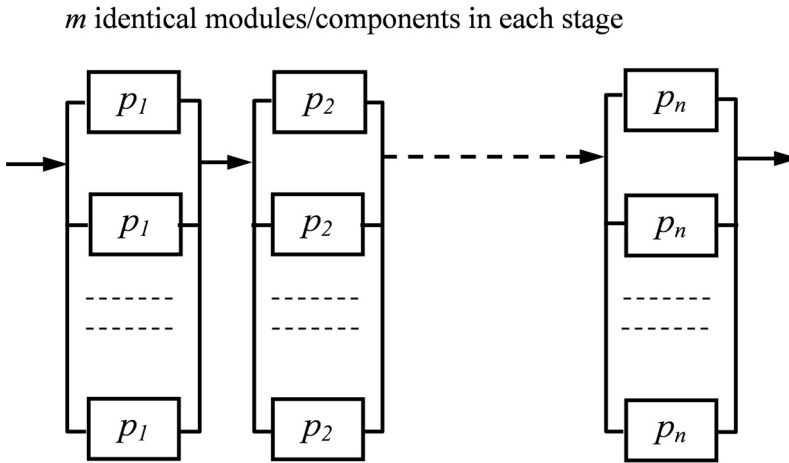 m identical modules/components in each stage
p1 p2 pn
p1 p2 pn
p1 p2 pn